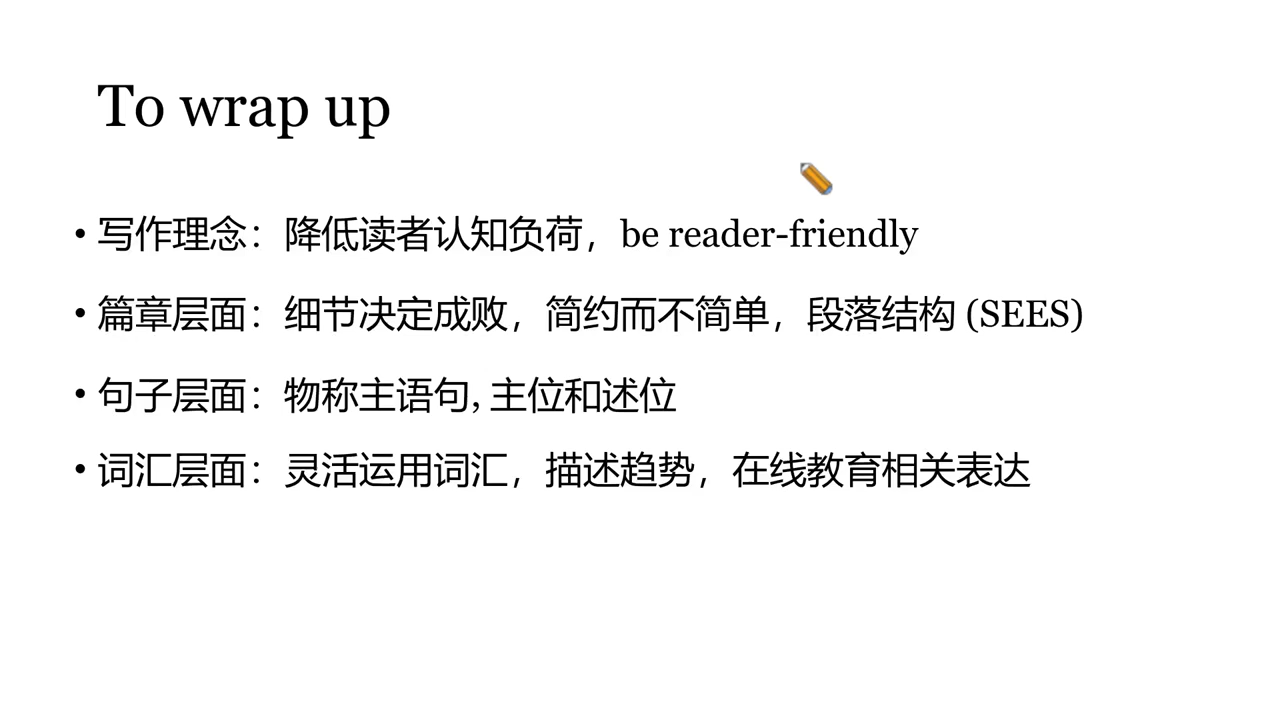 To wrap up
• 写作理念：降低读者认知负荷，be reader-friendly
• 篇章层面：细节决定成败，简约而不简单，段落结构 (SEES)
• 句子层面：物称主语句, 主位和述位
• 词汇层面：灵活运用词汇，描述趋势，在线教育相关表达